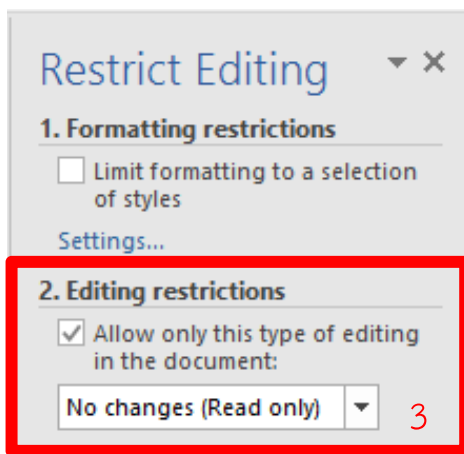 Restrict Editing
1. Formatting restrictions
Limit formatting to a selection
of styles
Settings...
2. Editing restrictions
Allow only this type of editing
in the document:
No changes (Read only)
3